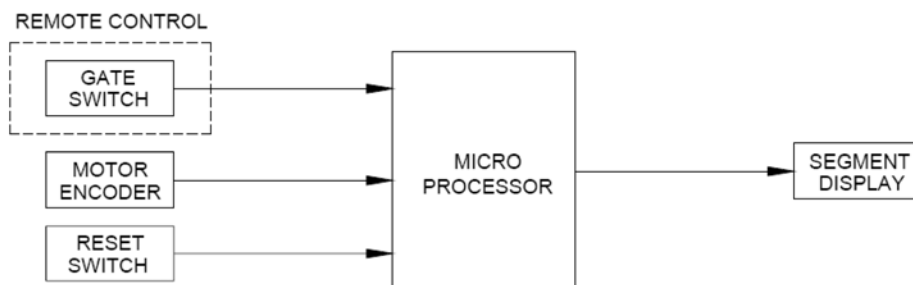 REMOTE CONTROL
GATE
SWITCH
MOTOR
ENCODER
RESET
SWITCH
MICRO
PROCESSOR
SEGMENT
DISPLAY